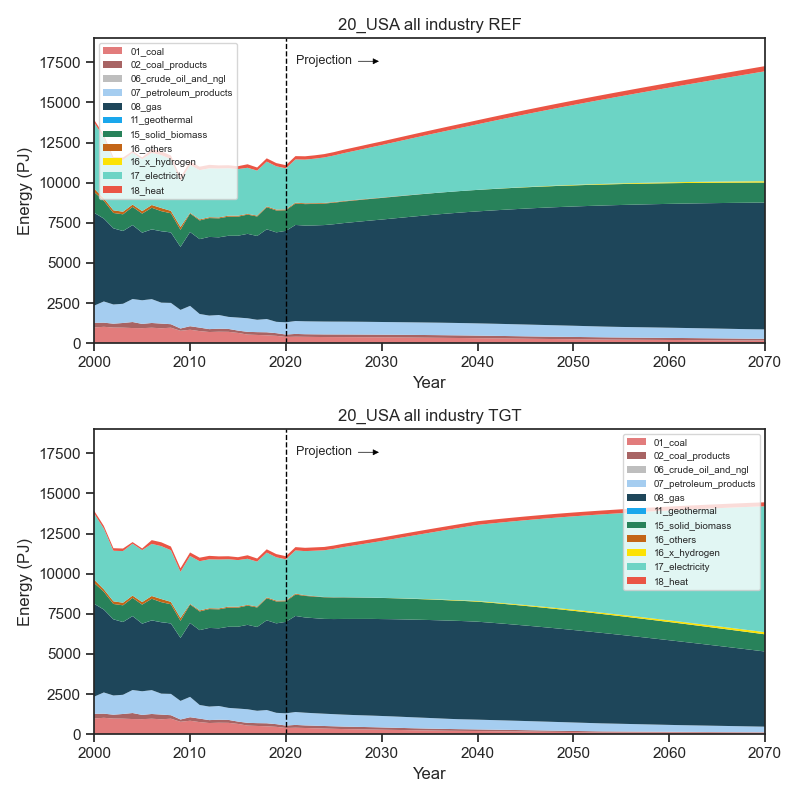 20_USA all industry REF
Energy (PJ)
17500
15000
12500
10000
7500
5000
2500
0
01_coal
02_coal_products
06_crude_oil_and_ngl
07_petroleum_products
08_gas
11_geothermal
15_solid_biomass
16_others
16_x_hydrogen
17_electricity
18_heat
Projection
2000 2010 2020 2030 2040 2050 2060 2070
Year
20_USA all industry TGT
Energy (PJ)
17500
15000
12500
10000
7500
5000
2500
0
Projection
01_coal
02_coal_products
06_crude_oil_and_ngl
07_petroleum_products
08_gas
11_geothermal
15_solid_biomass
16_others
16_x_hydrogen
17_electricity
18_heat
2000 2010 2020 2030 2040 2050 2060 2070
Year